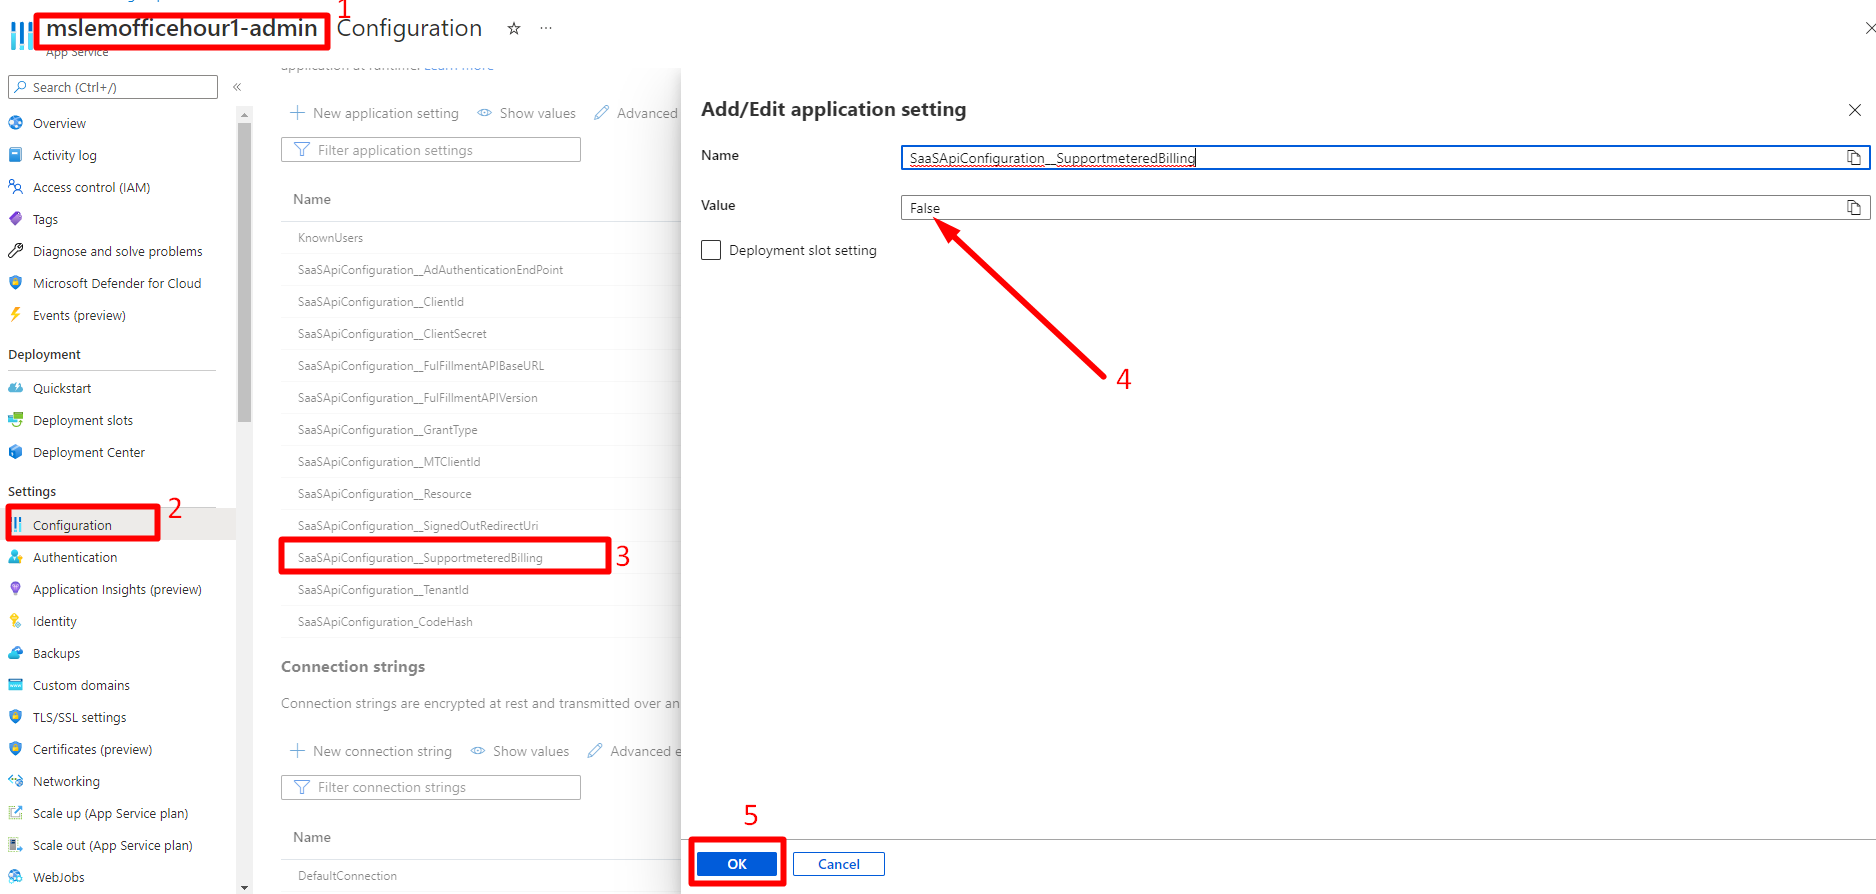 1
mslemofficehour1-admin Configuration
App Service
Search (Ctrl+/)
Overview
Activity log
Access control (IAM)
Tags
Diagnose and solve problems
Microsoft Defender for Cloud
Events (preview)
Deployment
Quickstart
Deployment slots
Deployment Center
Settings
Configuration
2
Authentication
Application Insights (preview)
Identity
Backups
Custom domains
TLS/SSL settings
Certificates (preview)
Networking
Scale up (App Service plan)
Scale out (App Service plan)
WebJobs
application at runtime. Learn more
New application setting Show values Advanced
Filter application settings
Name
KnownUsers
SaaSApiConfiguration__AdAuthenticationEndPoint
SaaSApiConfiguration__ClientId
SaaSApiConfiguration__ClientSecret
SaaSApiConfiguration__FulFillmentAPIBaseURL
SaaSApiConfiguration__FulFillmentAPIVersion
SaaSApiConfiguration__GrantType
SaaSApiConfiguration__MTClientId
SaaSApiConfiguration__Resource
SaaSApiConfiguration__SignedOutRedirectUri
SaaSApiConfiguration__SupportmeteredBilling
3
SaaSApiConfiguration__TenantId
SaaSApiConfiguration_CodeHash
Connection strings
Connection strings are encrypted at rest and transmitted over an
New connection string Show values Advanced e
Filter connection strings
Name
DefaultConnection
Add/Edit application setting
Name
SaaSApiConfiguration__SupportmeteredBilling
Value
False
Deployment slot setting
4
5
OK Cancel